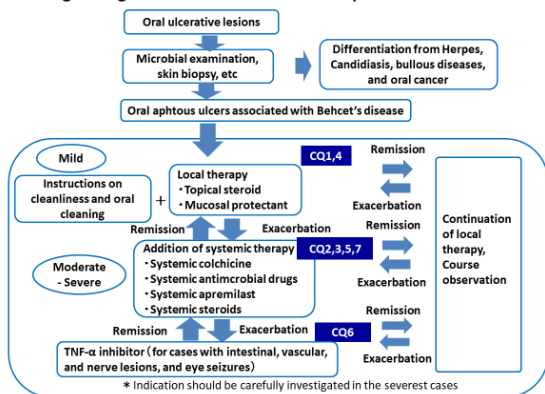 Oral ulcerative lesions
Microbial examination,
skin biopsy, etc
Differentiation from Herpes,
Candidiasis, bullous diseases,
and oral cancer
Oral aphtous ulcers associated with Behcet's disease
Mild
Instructions on
cleanliness and oral
cleaning
+
Local therapy
・Topical steroid
・Mucosal protectant
CQ1,4
Remission
Exacerbation
Remission
Exacerbation
Continuation
of local
therapy,
Course
observation
Moderate
- Severe
Addition of systemic therapy
・Systemic colchicine
・Systemic antimcrobial drugs
・Systemic apremilast
・Systemic steroids
CQ2,3,5,7
Remission
Exacerbation
Remission
Exacerbation
CQ6
Remission
Exacerbation
TNF-α inhibitor（for cases with intestinal, vascular,
and nerve lesions, and eye seizures）
* Indication should be carefully investigated in the severest cases